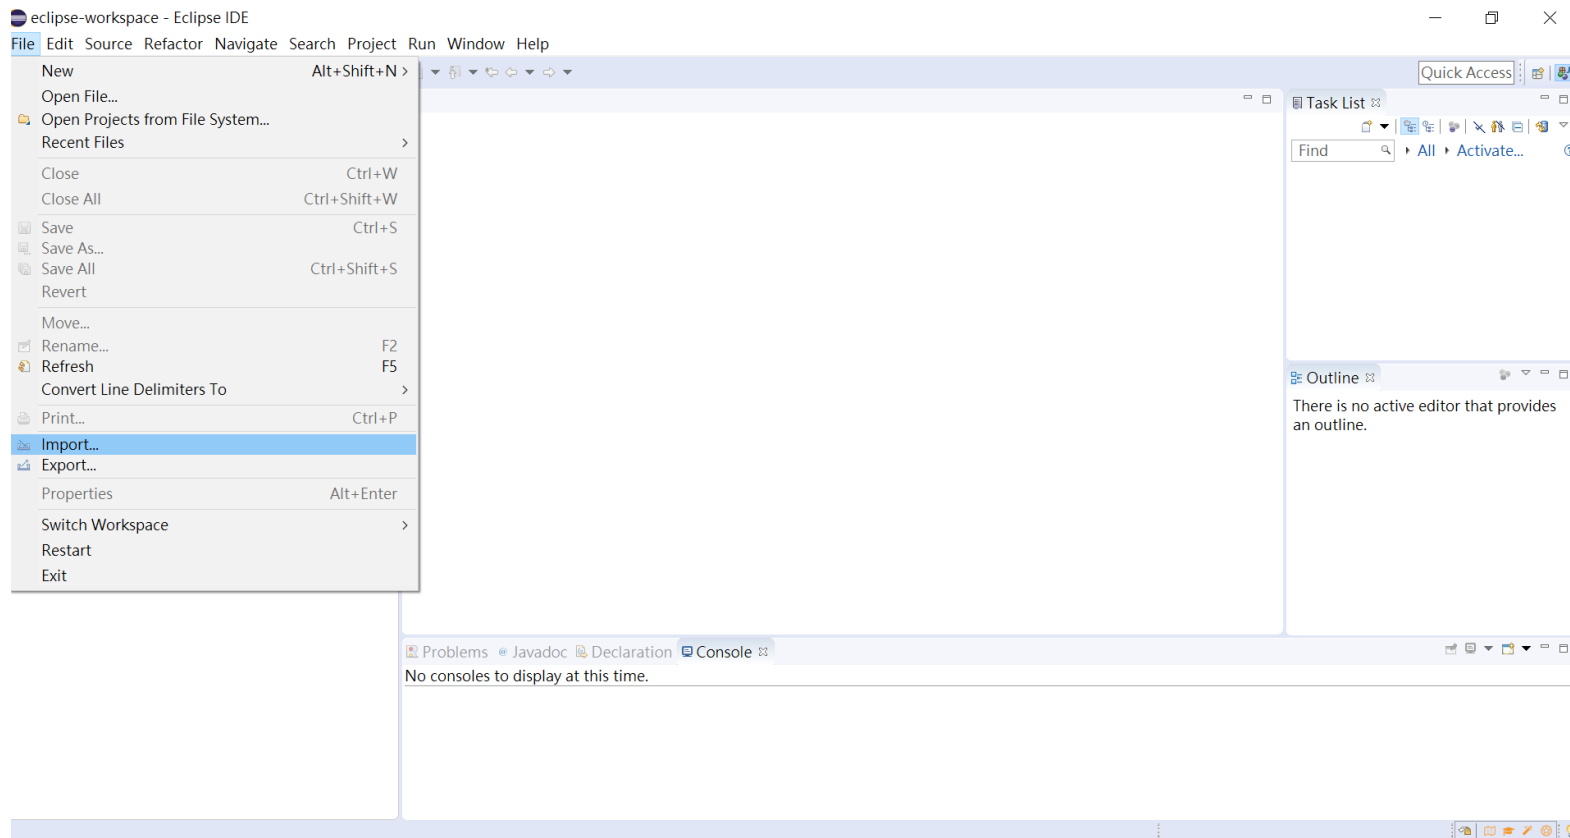 eclipse-workspace - Eclipse IDE
File Edit Source Refactor Navigate Search Project Run Window Help
New Alt+Shift+N
Open File...
Open Projects from File System...
Recent Files
Close Ctrl+W
Close All Ctrl+Shift+W
Save Ctrl+S
Save As...
Save All Ctrl+Shift+S
Revert
Move...
Rename... F2
Refresh F5
Convert Line Delimiters To
Print... Ctrl+P
Import...
Export...
Properties Alt+Enter
Switch Workspace
Restart
Exit
Quick Access
Task List
Find All Activate...
Outline
There is no active editor that provides
an outline.
Problems Javadoc Declaration Console
No consoles to display at this time.